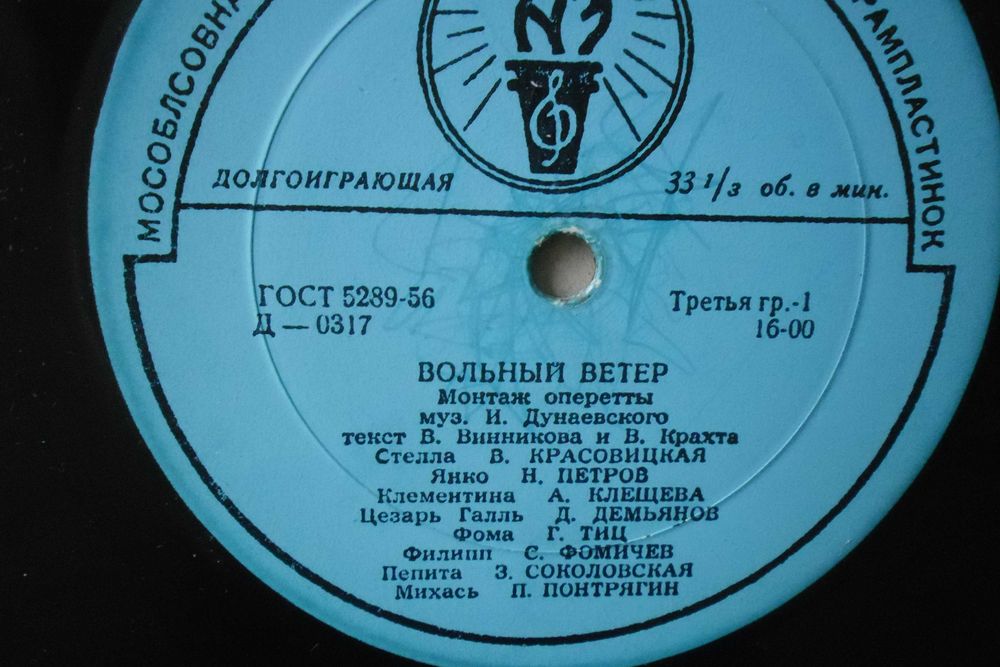 МОСОБЛСОВНА
ГРАМПЛАСТИНОК
ДОЛГОИГРАЮЩАЯ
33 1/3 об. в мин.
ГОСТ 5289-56
Д — 0317
Третья гр.-1
16-00
ВОЛЬНЫЙ ВЕТЕР
Монтаж оперетты
муз. И. Дунаевского
текст В. Винникова и В. Крахта
Стелла В. КРАСОВИЦКАЯ
Янко Н. ПЕТРОВ
Клементина А. КЛЕЩЕВА
Цезарь Галль Д. ДЕМЬЯНОВ
Фома Г. ТИЦ
Филипп С. ФОМИЧЕВ
Пепита З. СОКОЛОВСКАЯ
Михась П. ПОНТРЯГИН